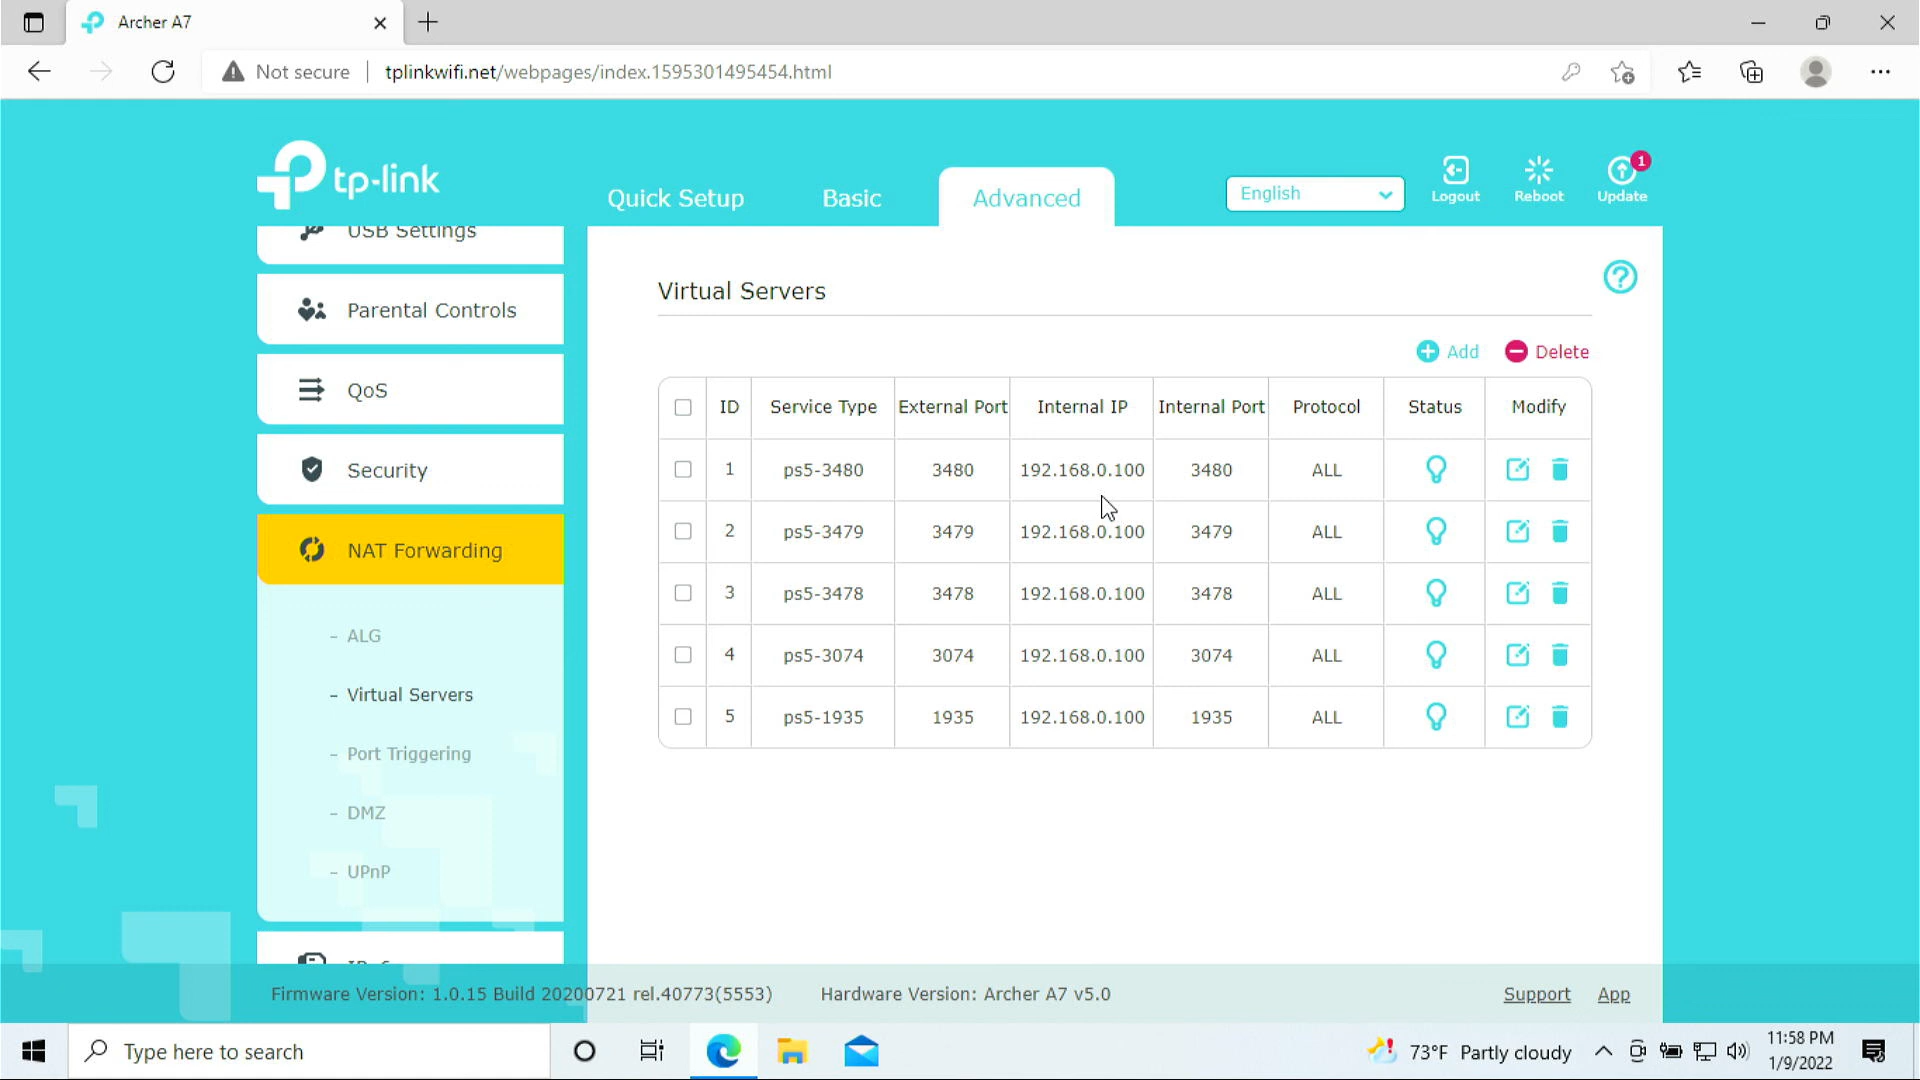 Archer A7
Not secure
tplinkwifi.net/webpages/index.1595301495454.html
tp-link
Quick Setup
Basic
Advanced
English
Logout
Reboot
Update
1
USB Settings
Parental Controls
QoS
Security
NAT Forwarding
- ALG
- Virtual Servers
- Port Triggering
- DMZ
- UPnP
Virtual Servers
Add
Delete
ID Service Type External Port Internal IP Internal Port Protocol Status Modify
1 ps5-3480 3480 192.168.0.100 3480 ALL
2 ps5-3479 3479 192.168.0.100 3479 ALL
3 ps5-3478 3478 192.168.0.100 3478 ALL
4 ps5-3074 3074 192.168.0.100 3074 ALL
5 ps5-1935 1935 192.168.0.100 1935 ALL
Firmware Version: 1.0.15 Build 20200721 rel.40773(5553)
Hardware Version: Archer A7 v5.0
Support
App
Type here to search
73°F Partly cloudy
11:58 PM
1/9/2022